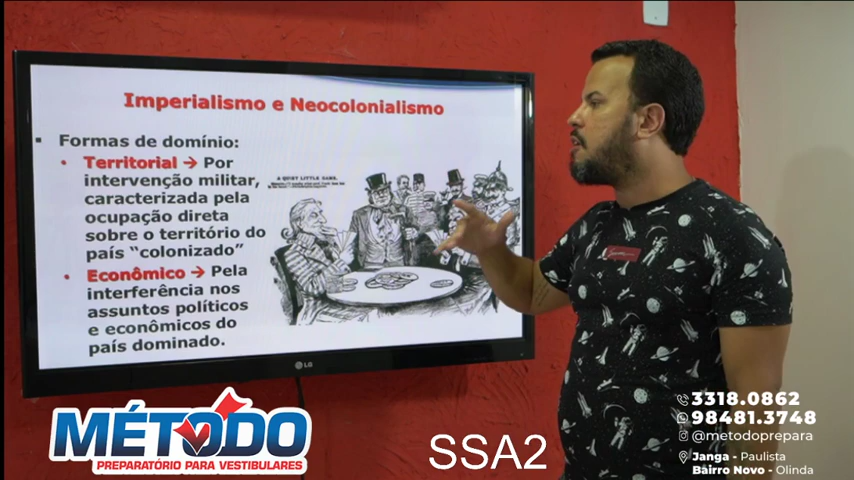 Imperialismo e Neocolonialismo
▪ Formas de domínio:
• Territorial → Por
intervenção militar,
caracterizada pela
ocupação direta
sobre o território do
país “colonizado”
• Econômico → Pela
interferência nos
assuntos políticos
e econômicos do
país dominado.
A QUIET LITTLE GAME.
LG
MÉTODO
PREPARATÓRIO PARA VESTIBULARES
SSA2
3318.0862
98481.3748
@metodoprepara
Janga - Paulista
Bairro Novo - Olinda